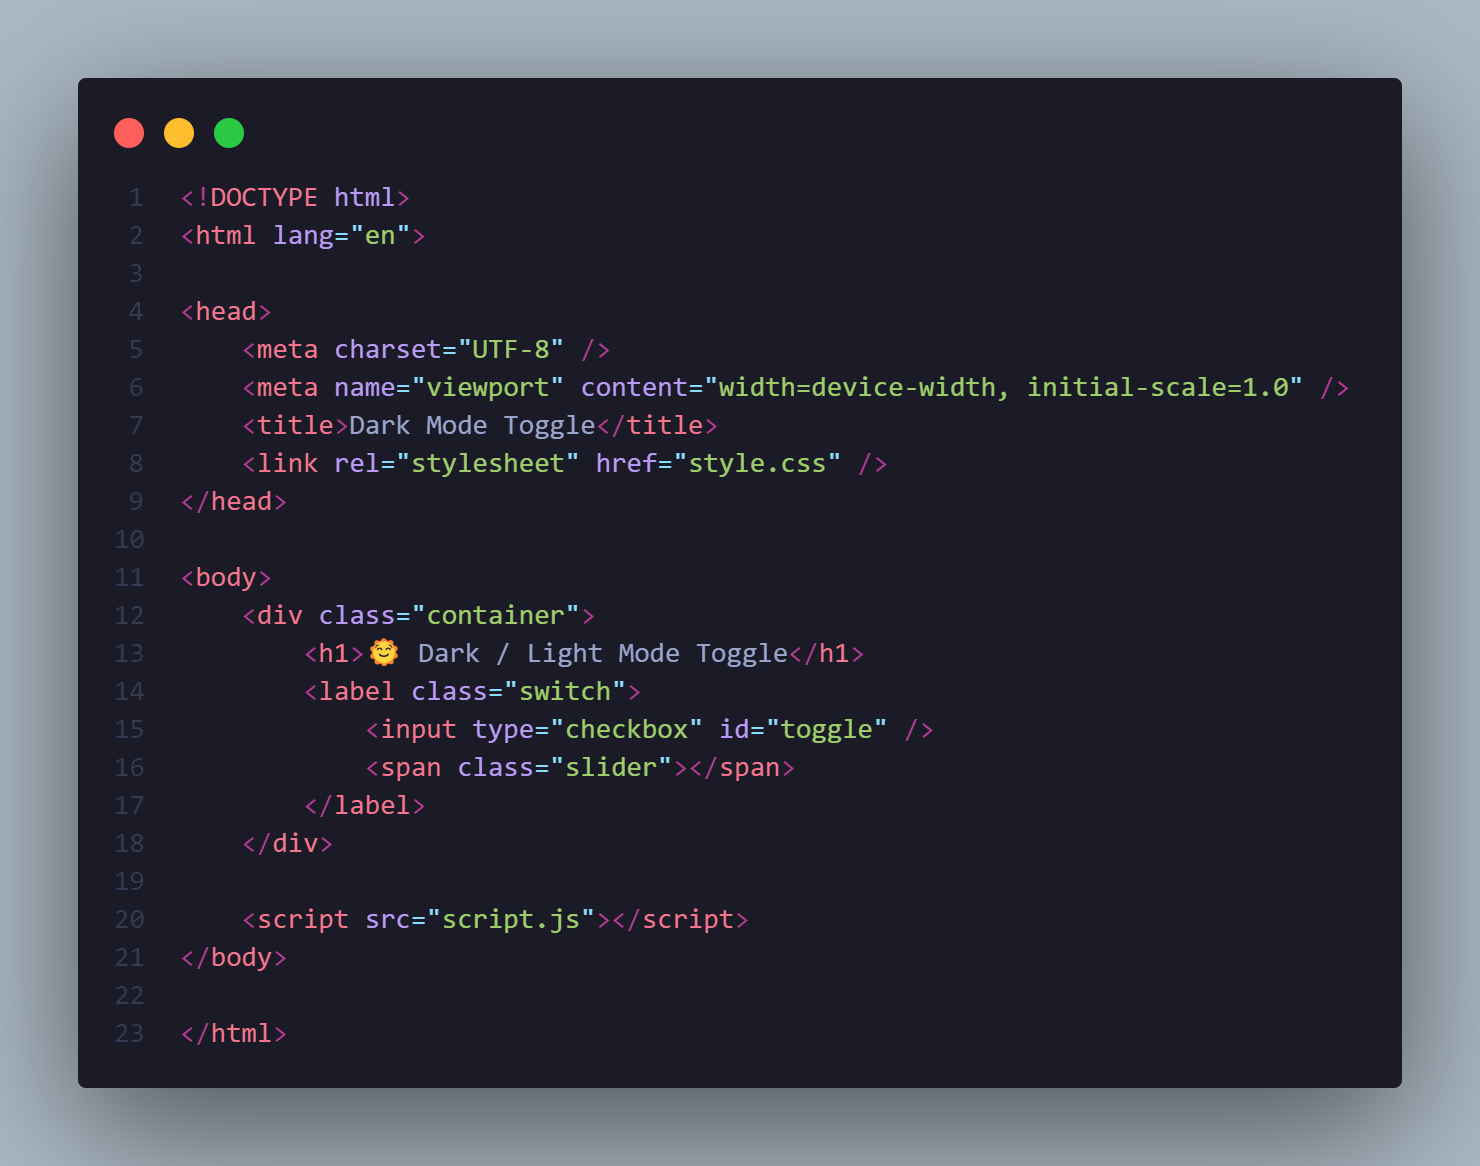 1 <!DOCTYPE html>
2 <html lang="en">
3
4 <head>
5     <meta charset="UTF-8" />
6     <meta name="viewport" content="width=device-width, initial-scale=1.0" />
7     <title>Dark Mode Toggle</title>
8     <link rel="stylesheet" href="style.css" />
9 </head>
10
11 <body>
12     <div class="container">
13         <h1>🌞 Dark / Light Mode Toggle</h1>
14         <label class="switch">
15             <input type="checkbox" id="toggle" />
16             <span class="slider"></span>
17         </label>
18     </div>
19
20     <script src="script.js"></script>
21 </body>
22
23 </html>